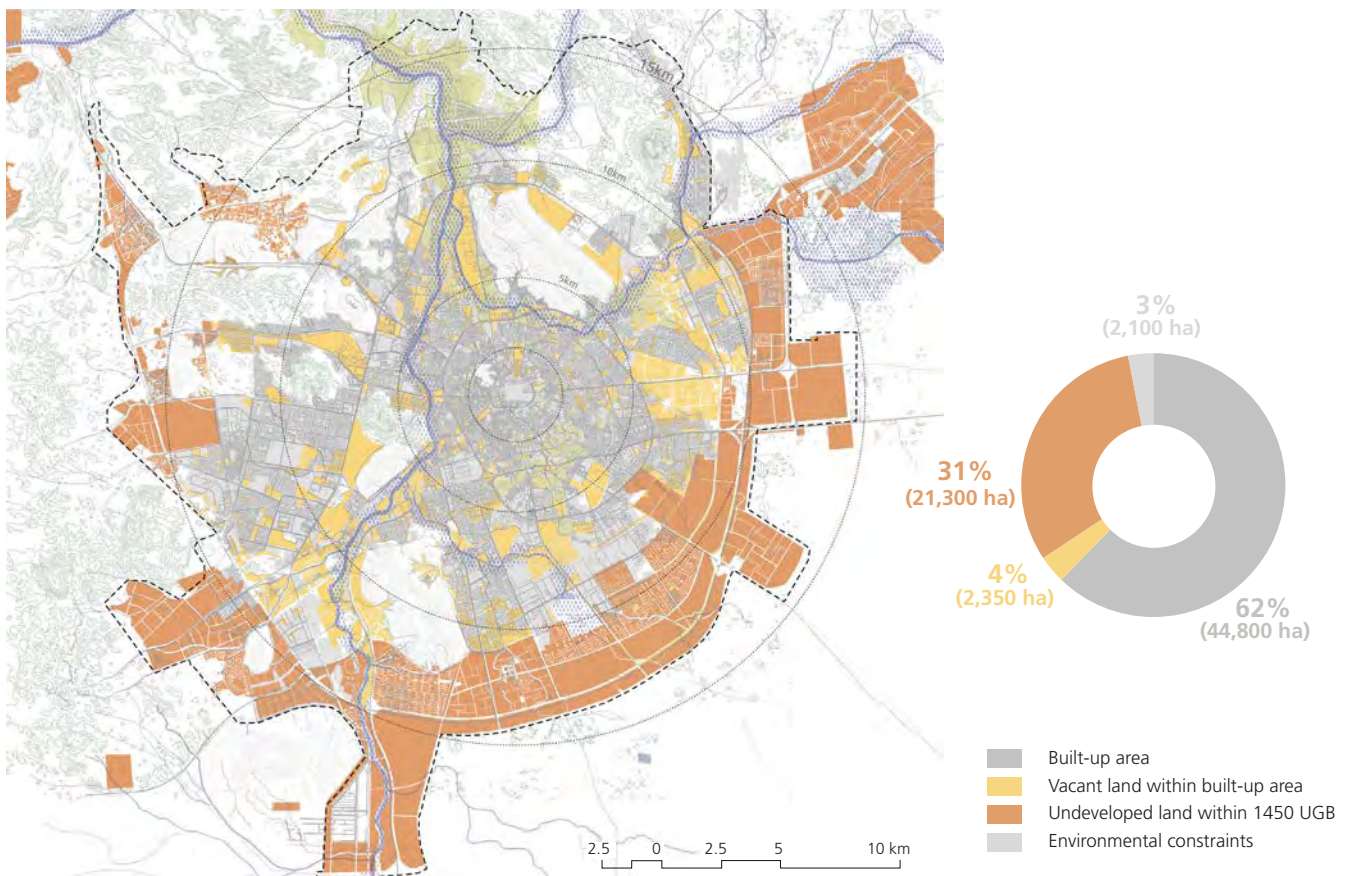 15km
10km
5km
3%
(2,100 ha)
31%
(21,300 ha)
4%
(2,350 ha)
62%
(44,800 ha)
Built-up area
Vacant land within built-up area
Undeveloped land within 1450 UGB
Environmental constraints
2.5 0 2.5 5 10 km